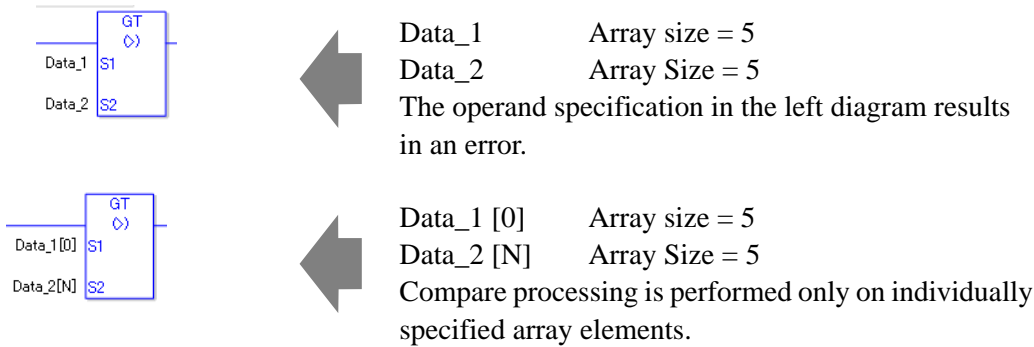 GT
(>)
Data_1 S1
Data_2 S2
Data_1 Array size = 5
Data_2 Array Size = 5
The operand specification in the left diagram results
in an error.
GT
(>)
Data_1[0] S1
Data_2[N] S2
Data_1 [0] Array size = 5
Data_2 [N] Array Size = 5
Compare processing is performed only on individually
specified array elements.